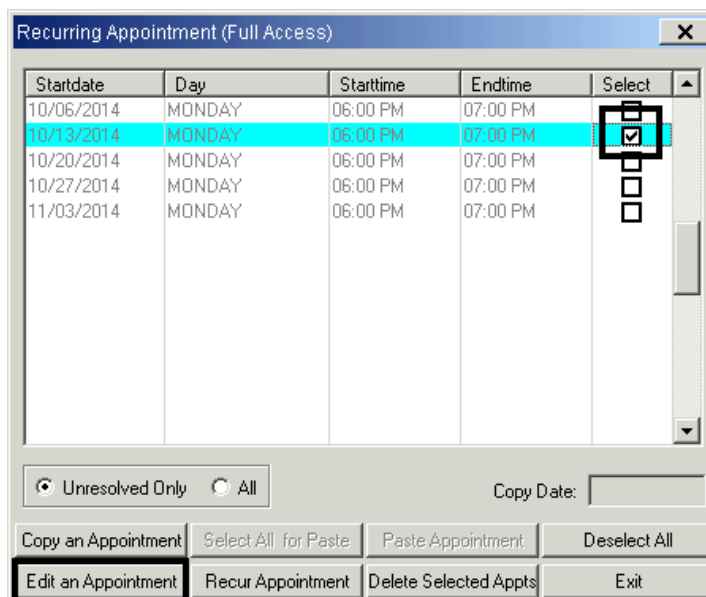 Recurring Appointment (Full Access)
Startdate Day Starttime Endtime Select
10/06/2014 MONDAY 06:00 PM 07:00 PM
10/13/2014 MONDAY 06:00 PM 07:00 PM
10/20/2014 MONDAY 06:00 PM 07:00 PM
10/27/2014 MONDAY 06:00 PM 07:00 PM
11/03/2014 MONDAY 06:00 PM 07:00 PM
Unresolved Only All Copy Date:
Copy an Appointment Select All for Paste Paste Appointment Deselect All
Edit an Appointment Recur Appointment Delete Selected Appts Exit